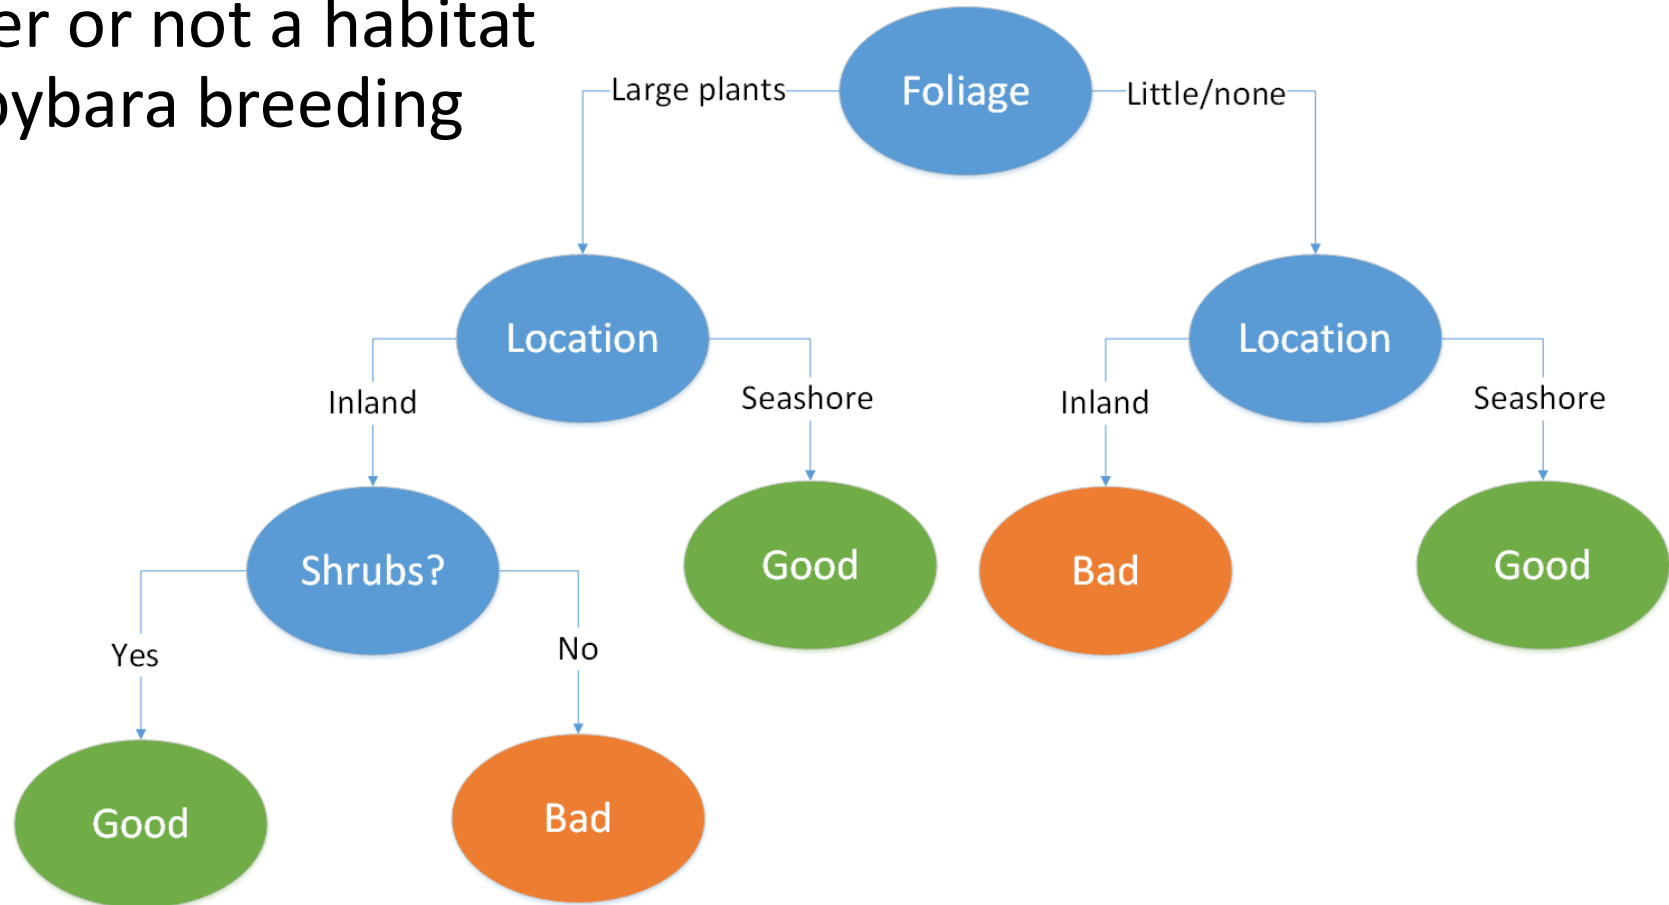 er or not a habitat
pybara breeding
Foliage
Large plants
Little/none
Location
Location
Inland
Seashore
Inland
Seashore
Shrubs?
Good
Bad
Good
Yes
No
Good
Bad